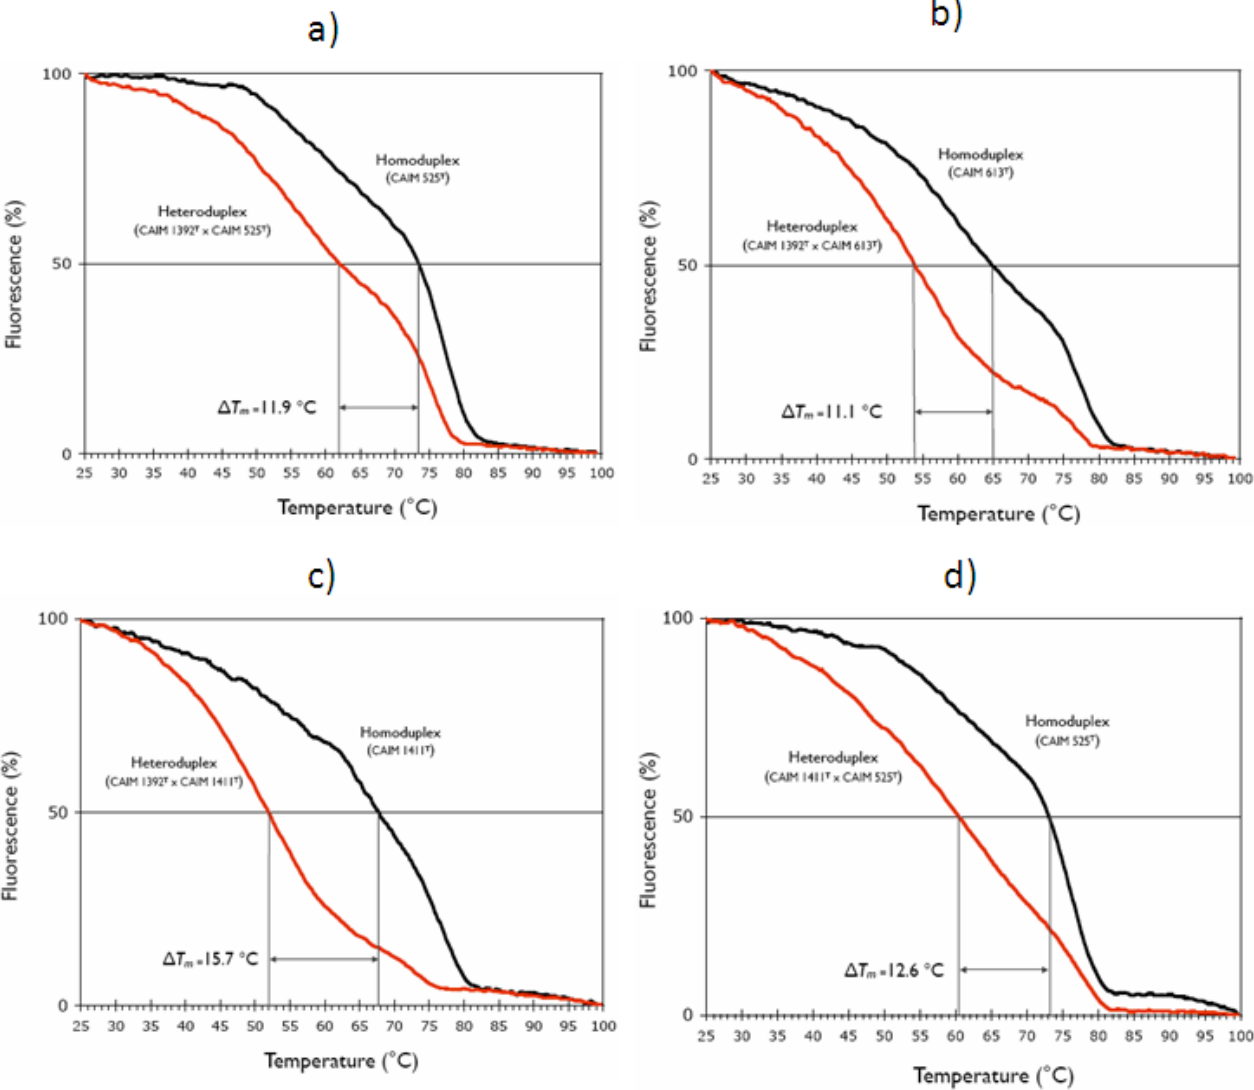 a)
100
50
0
Fluorescence (%)
Homoduplex
(CAIM 525ᵀ)
Heteroduplex
(CAIM 1392ᵀ x CAIM 525ᵀ)
ΔTₘ =11.9 °C
25 30 35 40 45 50 55 60 65 70 75 80 85 90 95 100
Temperature (°C)
b)
100
50
0
Fluorescence (%)
Homoduplex
(CAIM 613ᵀ)
Heteroduplex
(CAIM 1392ᵀ x CAIM 613ᵀ)
ΔTₘ =11.1 °C
25 30 35 40 45 50 55 60 65 70 75 80 85 90 95 100
Temperature (°C)
c)
100
50
0
Fluorescence (%)
Homoduplex
(CAIM 1411ᵀ)
Heteroduplex
(CAIM 1392ᵀ x CAIM 1411ᵀ)
ΔTₘ =15.7 °C
25 30 35 40 45 50 55 60 65 70 75 80 85 90 95 100
Temperature (°C)
d)
100
50
0
Fluorescence (%)
Homoduplex
(CAIM 525ᵀ)
Heteroduplex
(CAIM 1411ᵀ x CAIM 525ᵀ)
ΔTₘ =12.6 °C
25 30 35 40 45 50 55 60 65 70 75 80 85 90 95 100
Temperature (°C)